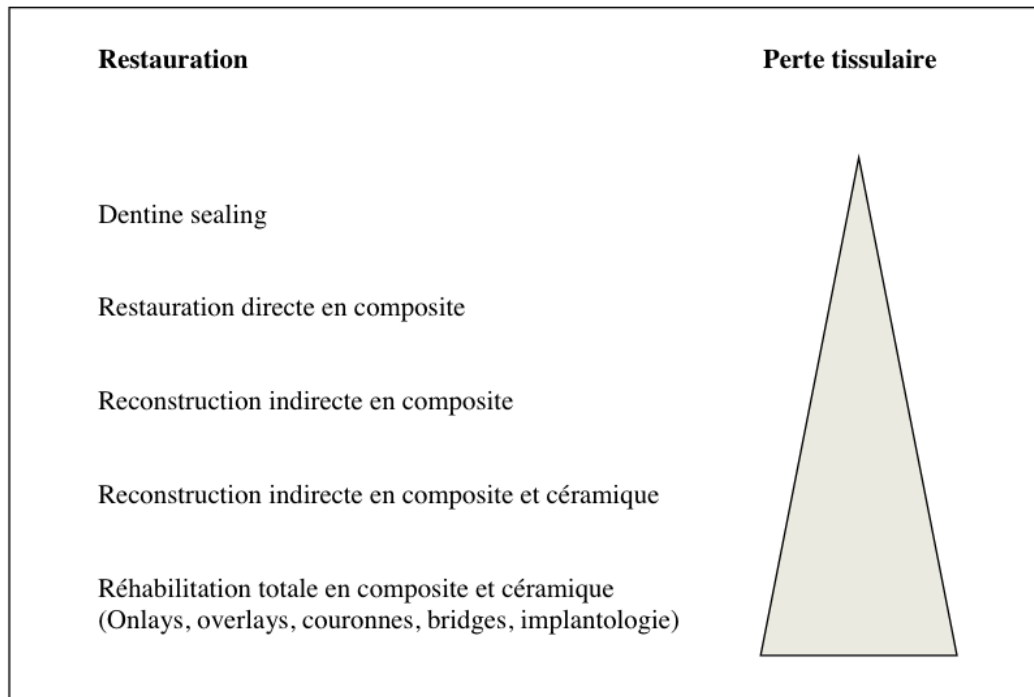 Restauration
Perte tissulaire
Dentine sealing
Restauration directe en composite
Reconstruction indirecte en composite
Reconstruction indirecte en composite et céramique
Réhabilitation totale en composite et céramique
(Onlays, overlays, couronnes, bridges, implantologie)